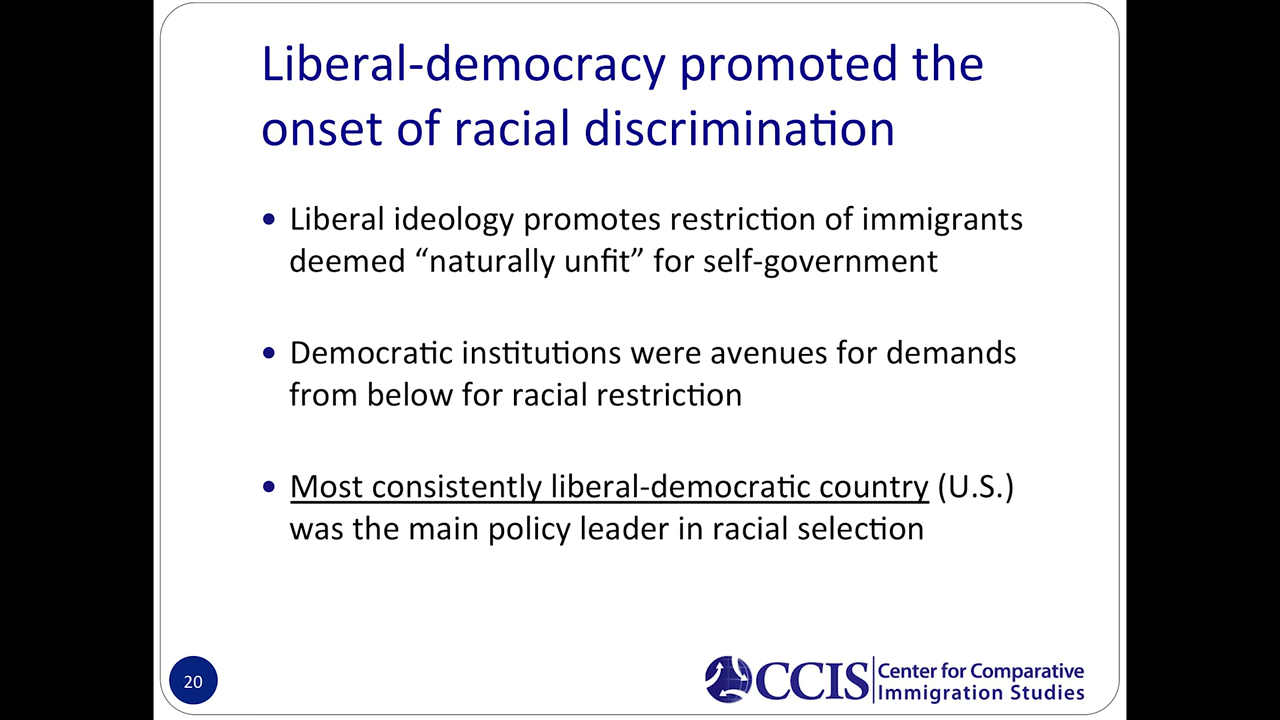 Liberal-democracy promoted the
onset of racial discrimination
• Liberal ideology promotes restriction of immigrants
deemed “naturally unfit” for self-government
• Democratic institutions were avenues for demands
from below for racial restriction
• Most consistently liberal-democratic country (U.S.)
was the main policy leader in racial selection
20
CCIS
Center for Comparative
Immigration Studies